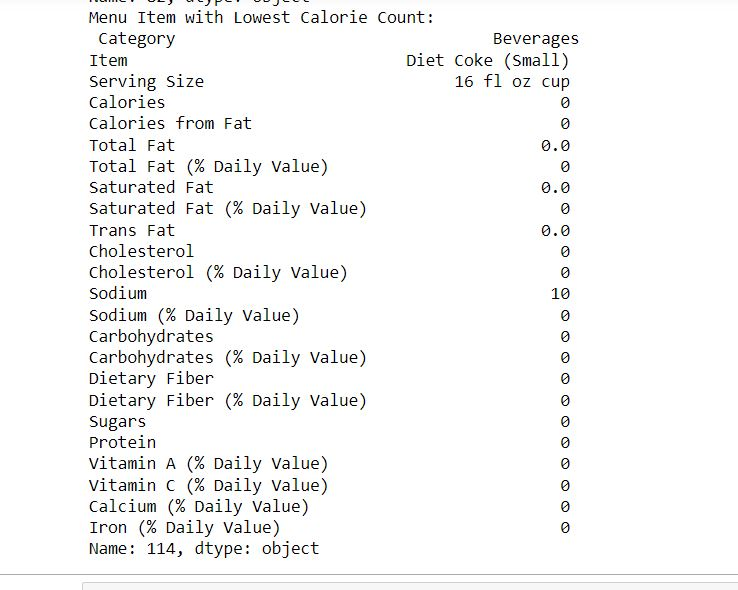 Menu Item with Lowest Calorie Count:
Category Beverages
Item Diet Coke (Small)
Serving Size 16 fl oz cup
Calories 0
Calories from Fat 0
Total Fat 0.0
Total Fat (% Daily Value) 0
Saturated Fat 0.0
Saturated Fat (% Daily Value) 0
Trans Fat 0.0
Cholesterol 0
Cholesterol (% Daily Value) 0
Sodium 10
Sodium (% Daily Value) 0
Carbohydrates 0
Carbohydrates (% Daily Value) 0
Dietary Fiber 0
Dietary Fiber (% Daily Value) 0
Sugars 0
Protein 0
Vitamin A (% Daily Value) 0
Vitamin C (% Daily Value) 0
Calcium (% Daily Value) 0
Iron (% Daily Value) 0
Name: 114, dtype: object